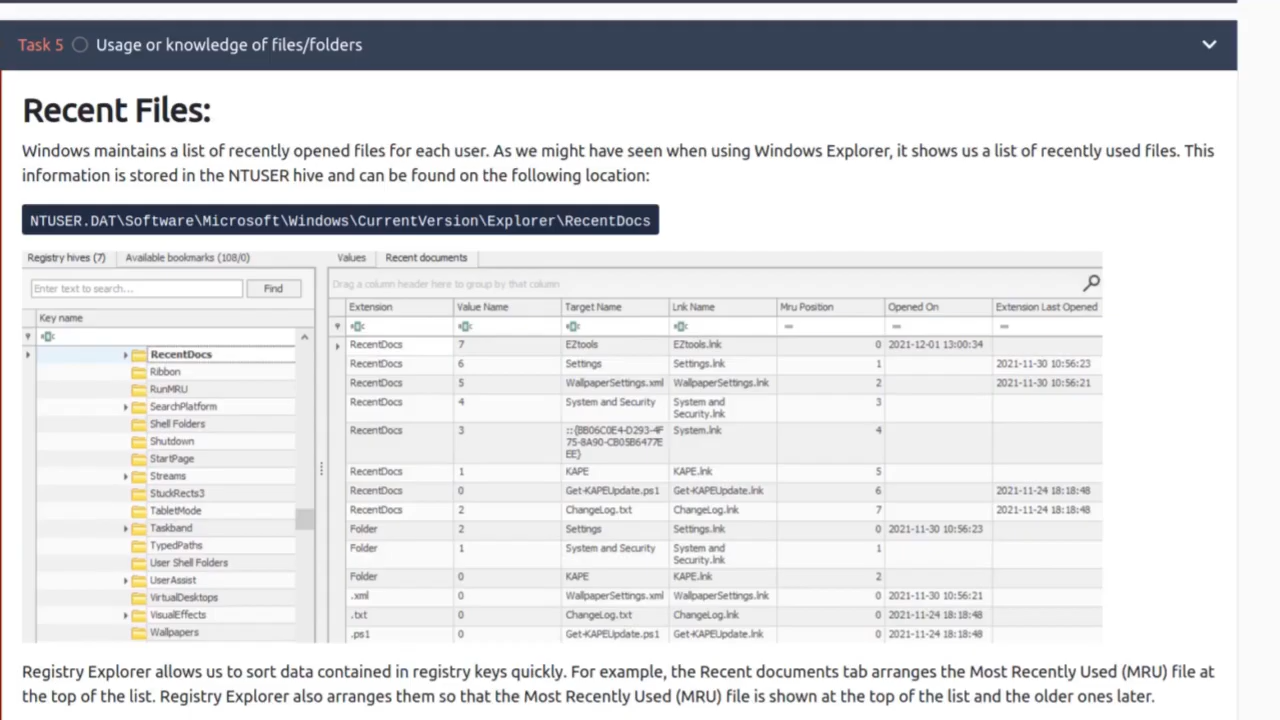 Task 5 Usage or knowledge of files/folders
Recent Files:
Windows maintains a list of recently opened files for each user. As we might have seen when using Windows Explorer, it shows us a list of recently used files. This
information is stored in the NTUSER hive and can be found on the following location:
NTUSER.DAT\Software\Microsoft\Windows\CurrentVersion\Explorer\RecentDocs
Registry hives (7) Available bookmarks (108/0)
Enter text to search... Find
Key name
RecentDocs
Ribbon
RunMRU
SearchPlatform
Shell Folders
Shutdown
StartPage
Streams
StuckRects3
TabletMode
Taskband
TypedPaths
User Shell Folders
UserAssist
VirtualDesktops
VisualEffects
Wallpapers
Values Recent documents
Drag a column header here to group by that column
Extension Value Name Target Name Lnk Name Mru Position Opened On Extension Last Opened
RecentDocs 7 EZtools EZtools.lnk 0 2021-12-01 13:00:34
RecentDocs 6 Settings Settings.lnk 1 2021-11-30 10:56:23
RecentDocs 5 WallpaperSettings.xml WallpaperSettings.lnk 2 2021-11-30 10:56:21
RecentDocs 4 System and Security System and 3
Security.lnk
RecentDocs 3 ::{BB06C0E4-D293-4F System.lnk 4
75-8A90-CB05B6477E
EE}
RecentDocs 1 KAPE KAPE.lnk 5
RecentDocs 0 Get-KAPEUpdate.ps1 Get-KAPEUpdate.lnk 6 2021-11-24 18:18:48
RecentDocs 2 ChangeLog.txt ChangeLog.lnk 7 2021-11-24 18:18:48
Folder 2 Settings Settings.lnk 0 2021-11-30 10:56:23
Folder 1 System and Security System and 1
Security.lnk
Folder 0 KAPE KAPE.lnk 2
.xml 0 WallpaperSettings.xml WallpaperSettings.lnk 0 2021-11-30 10:56:21
.txt 0 ChangeLog.txt ChangeLog.lnk 0 2021-11-24 18:18:48
.ps1 0 Get-KAPEUpdate.ps1 Get-KAPEUpdate.lnk 0 2021-11-24 18:18:48
Registry Explorer allows us to sort data contained in registry keys quickly. For example, the Recent documents tab arranges the Most Recently Used (MRU) file at
the top of the list. Registry Explorer also arranges them so that the Most Recently Used (MRU) file is shown at the top of the list and the older ones later.